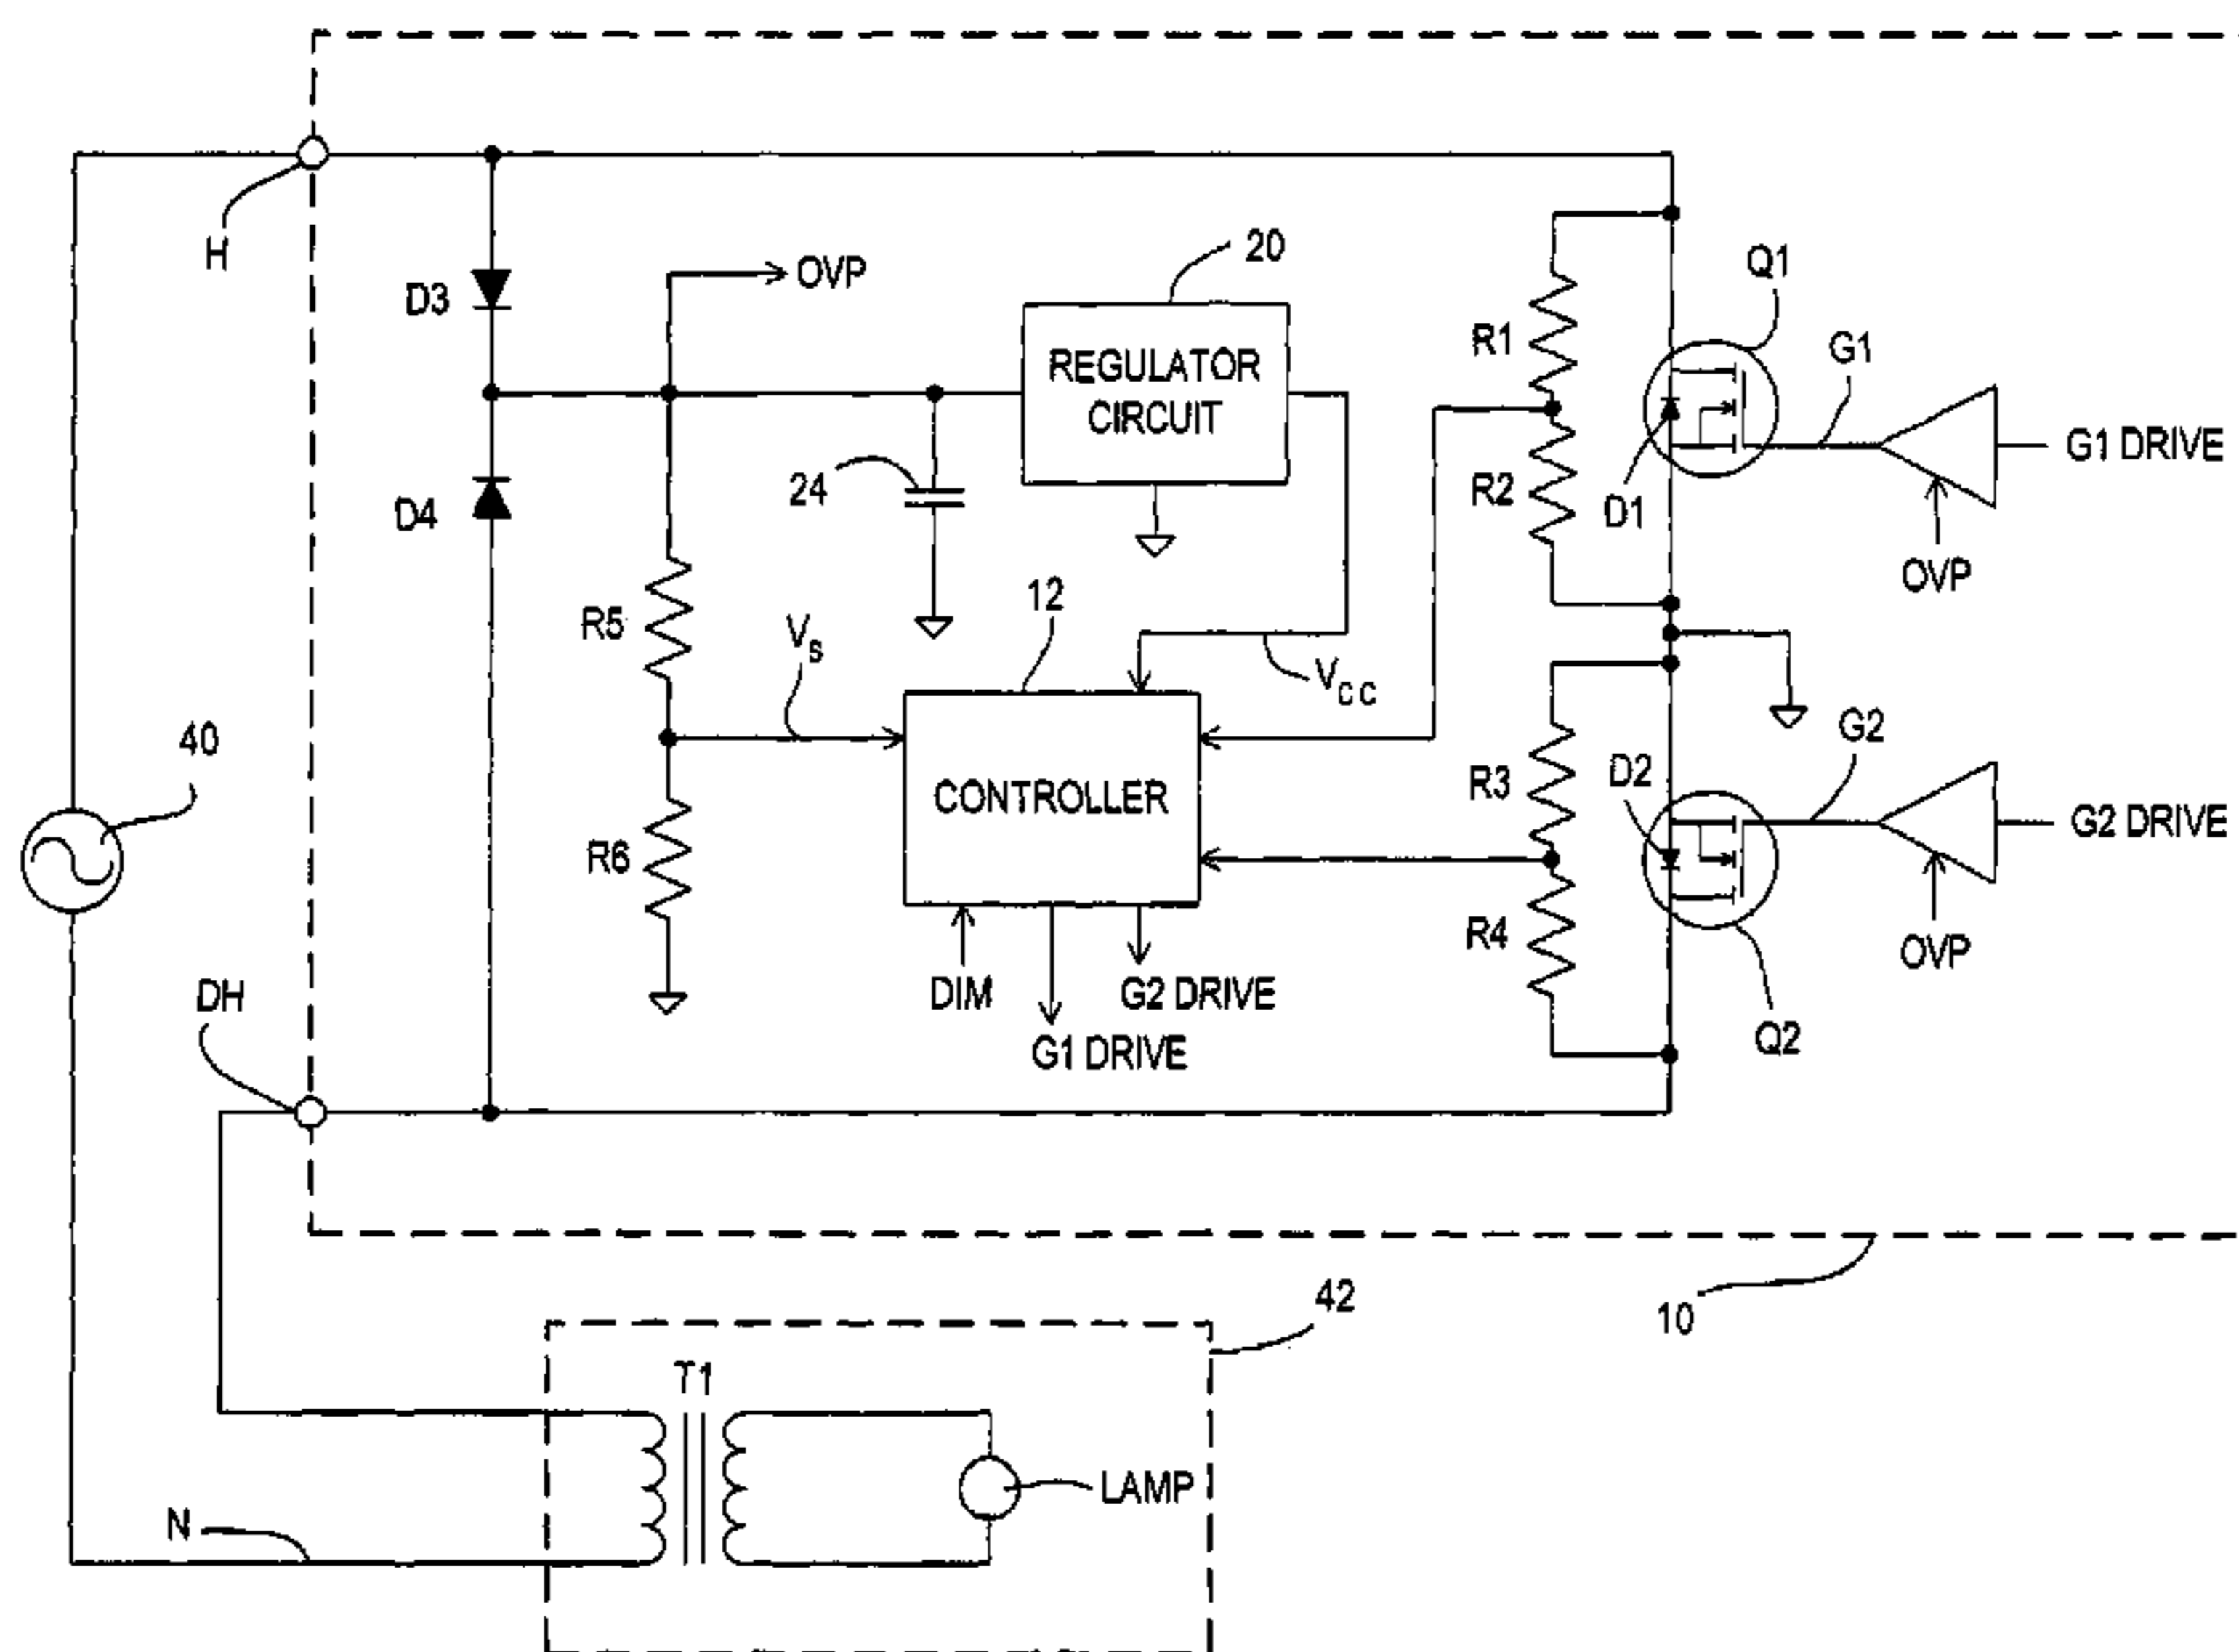 H
D3
OVP
20
REGULATOR
CIRCUIT
R1
Q1
G1
G1 DRIVE
D4
24
R2
D1
OVP
R5
Vs
12
VCC
40
CONTROLLER
R3
D2
G2
G2 DRIVE
R6
R4
OVP
DH
DIM
G2 DRIVE
G1 DRIVE
Q2
42
10
T1
LAMP
N